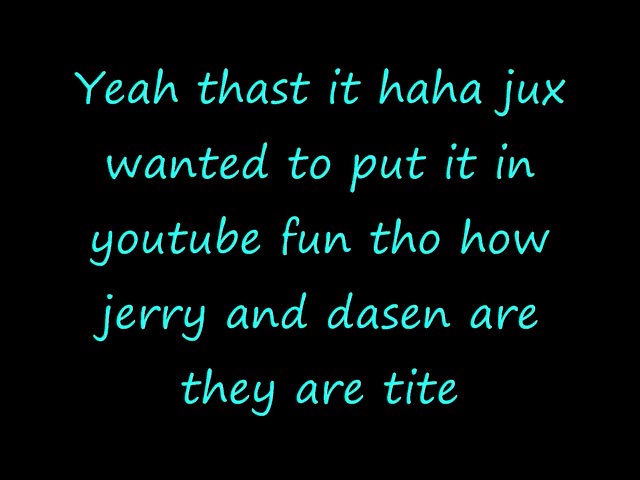 Yeah thast it haha jux
wanted to put it in
youtube fun tho how
jerry and dasen are
they are tite